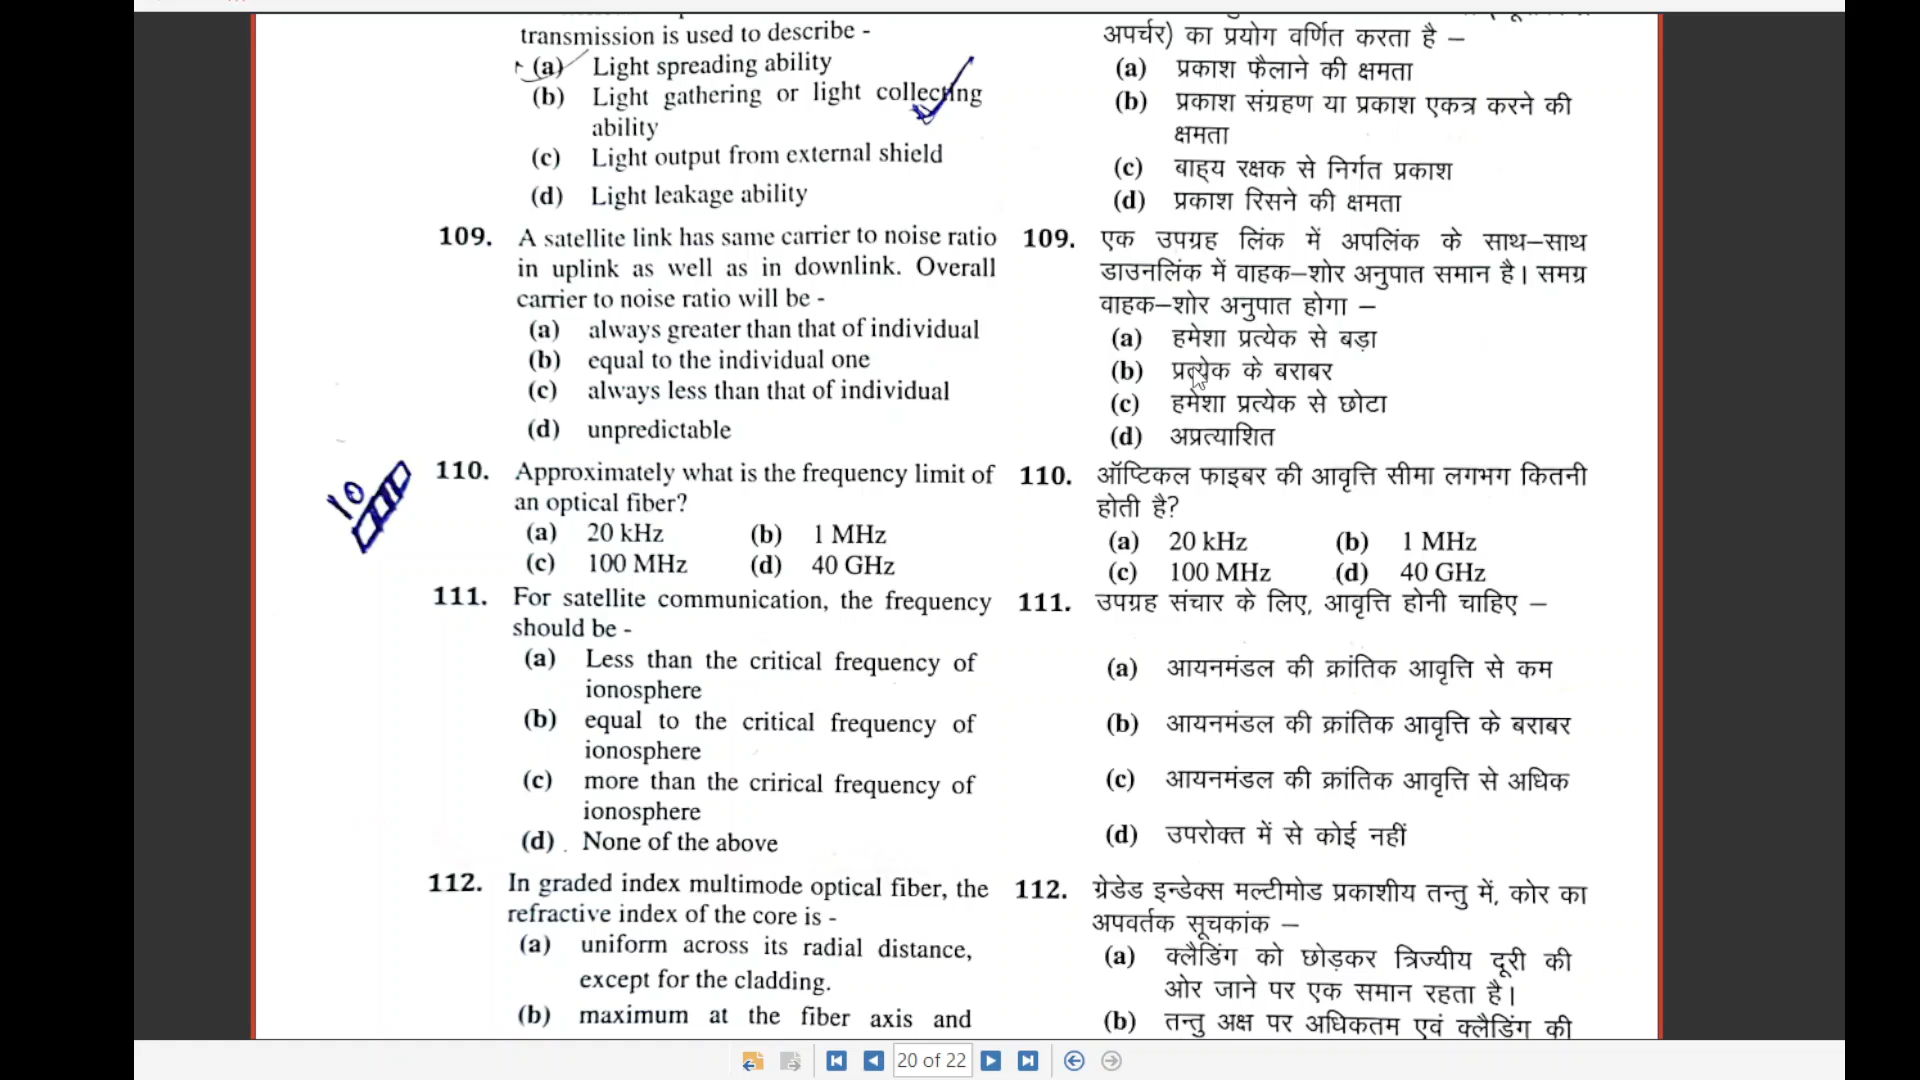 transmission is used to describe -
(a) Light spreading ability
(b) Light gathering or light collecting
ability
(c) Light output from external shield
(d) Light leakage ability
109. A satellite link has same carrier to noise ratio
in uplink as well as in downlink. Overall
carrier to noise ratio will be -
(a) always greater than that of individual
(b) equal to the individual one
(c) always less than that of individual
(d) unpredictable
10
110. Approximately what is the frequency limit of
an optical fiber?
(a) 20 kHz (b) 1 MHz
(c) 100 MHz (d) 40 GHz
111. For satellite communication, the frequency
should be -
(a) Less than the critical frequency of
ionosphere
(b) equal to the critical frequency of
ionosphere
(c) more than the crirical frequency of
ionosphere
(d) . None of the above
112. In graded index multimode optical fiber, the
refractive index of the core is -
(a) uniform across its radial distance,
except for the cladding.
(b) maximum at the fiber axis and
अपर्चर) का प्रयोग वर्णित करता है –
(a) प्रकाश फैलाने की क्षमता
(b) प्रकाश संग्रहण या प्रकाश एकत्र करने की
क्षमता
(c) बाह्य रक्षक से निर्गत प्रकाश
(d) प्रकाश रिसने की क्षमता
109. एक उपग्रह लिंक में अपलिंक के साथ–साथ
डाउनलिंक में वाहक–शोर अनुपात समान है। समग्र
वाहक–शोर अनुपात होगा –
(a) हमेशा प्रत्येक से बड़ा
(b) प्रत्येक के बराबर
(c) हमेशा प्रत्येक से छोटा
(d) अप्रत्याशित
110. ऑप्टिकल फाइबर की आवृत्ति सीमा लगभग कितनी
होती है?
(a) 20 kHz (b) 1 MHz
(c) 100 MHz (d) 40 GHz
111. उपग्रह संचार के लिए, आवृत्ति होनी चाहिए –
(a) आयनमंडल की क्रांतिक आवृत्ति से कम
(b) आयनमंडल की क्रांतिक आवृत्ति के बराबर
(c) आयनमंडल की क्रांतिक आवृत्ति से अधिक
(d) उपरोक्त में से कोई नहीं
112. ग्रेडेड इन्डेक्स मल्टीमोड प्रकाशीय तन्तु में, कोर का
अपवर्तक सूचकांक –
(a) क्लैडिंग को छोड़कर त्रिज्यीय दूरी की
ओर जाने पर एक समान रहता है।
(b) तन्तु अक्ष पर अधिकतम एवं क्लैडिंग की
20 of 22